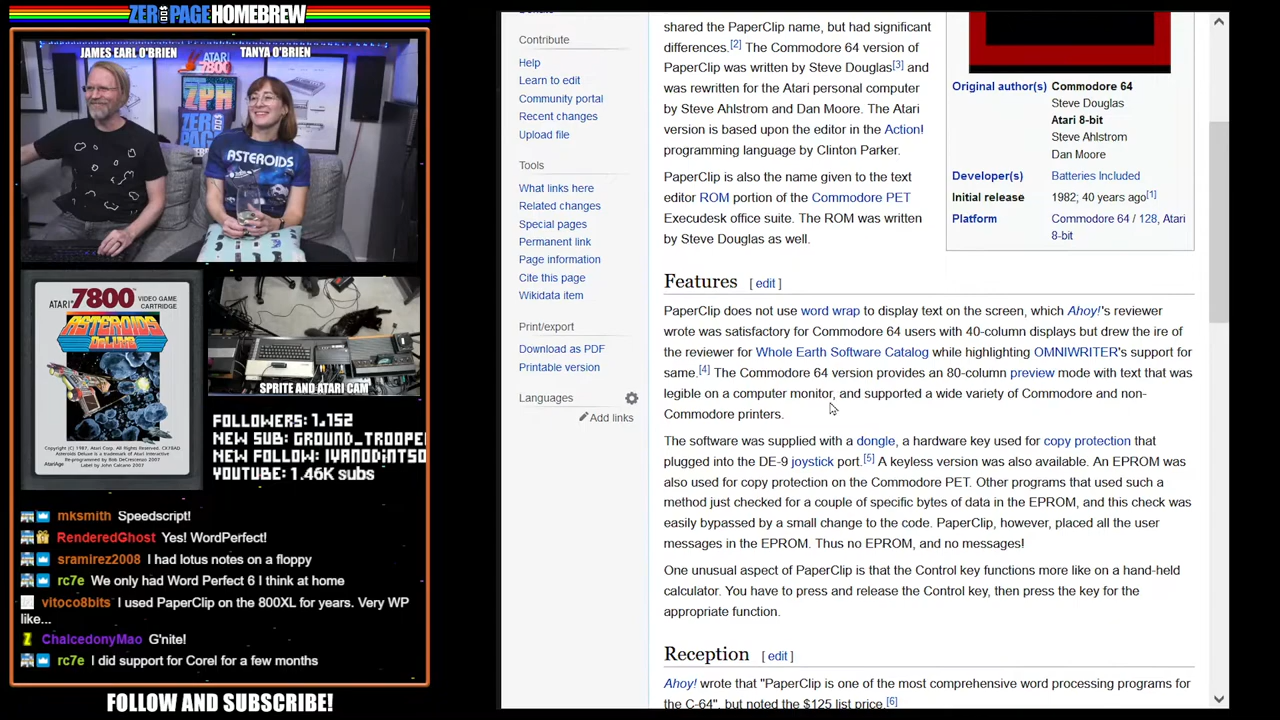 ZERO PAGE HOMEBREW
JAMES EARL O'BRIEN
TANYA O'BRIEN
ATARI
7800
ZPH
ASTEROIDS
ATARI 7800 VIDEO GAME
CARTRIDGE
ASTEROIDS
DELUXE
SPRITE AND ATARI CAM
FOLLOWERS: 1,152
NEW SUB: GROUND_TROOPER
NEW FOLLOW: IVANODINTSO
YOUTUBE: 1.46K subs
mksmith Speedscript!
RenderedGhost Yes! WordPerfect!
sramirez2008 I had lotus notes on a floppy
rc7e We only had Word Perfect 6 I think at home
vitoco8bits I used PaperClip on the 800XL for years. Very WP
like...
ChalcedonyMao G'nite!
rc7e I did support for Corel for a few months
FOLLOW AND SUBSCRIBE!
Contribute
Help
Learn to edit
Community portal
Recent changes
Upload file
Tools
What links here
Related changes
Special pages
Permanent link
Page information
Cite this page
Wikidata item
Print/export
Download as PDF
Printable version
Languages
Add links
shared the PaperClip name, but had significant
differences.[2] The Commodore 64 version of
PaperClip was written by Steve Douglas[3] and
was rewritten for the Atari personal computer
by Steve Ahlstrom and Dan Moore. The Atari
version is based upon the editor in the Action!
programming language by Clinton Parker.
PaperClip is also the name given to the text
editor ROM portion of the Commodore PET
Execudesk office suite. The ROM was written
by Steve Douglas as well.
Original author(s) Commodore 64
Steve Douglas
Atari 8-bit
Steve Ahlstrom
Dan Moore
Developer(s) Batteries Included
Initial release 1982; 40 years ago[1]
Platform Commodore 64 / 128, Atari
8-bit
Features [ edit ]
PaperClip does not use word wrap to display text on the screen, which Ahoy!'s reviewer
wrote was satisfactory for Commodore 64 users with 40-column displays but drew the ire of
the reviewer for Whole Earth Software Catalog while highlighting OMNIWRITER's support for
same.[4] The Commodore 64 version provides an 80-column preview mode with text that was
legible on a computer monitor, and supported a wide variety of Commodore and non-
Commodore printers.
The software was supplied with a dongle, a hardware key used for copy protection that
plugged into the DE-9 joystick port.[5] A keyless version was also available. An EPROM was
also used for copy protection on the Commodore PET. Other programs that used such a
method just checked for a couple of specific bytes of data in the EPROM, and this check was
easily bypassed by a small change to the code. PaperClip, however, placed all the user
messages in the EPROM. Thus no EPROM, and no messages!
One unusual aspect of PaperClip is that the Control key functions more like on a hand-held
calculator. You have to press and release the Control key, then press the key for the
appropriate function.
Reception [ edit ]
Ahoy! wrote that "PaperClip is one of the most comprehensive word processing programs for
the C-64", but noted the $125 list price.[6]